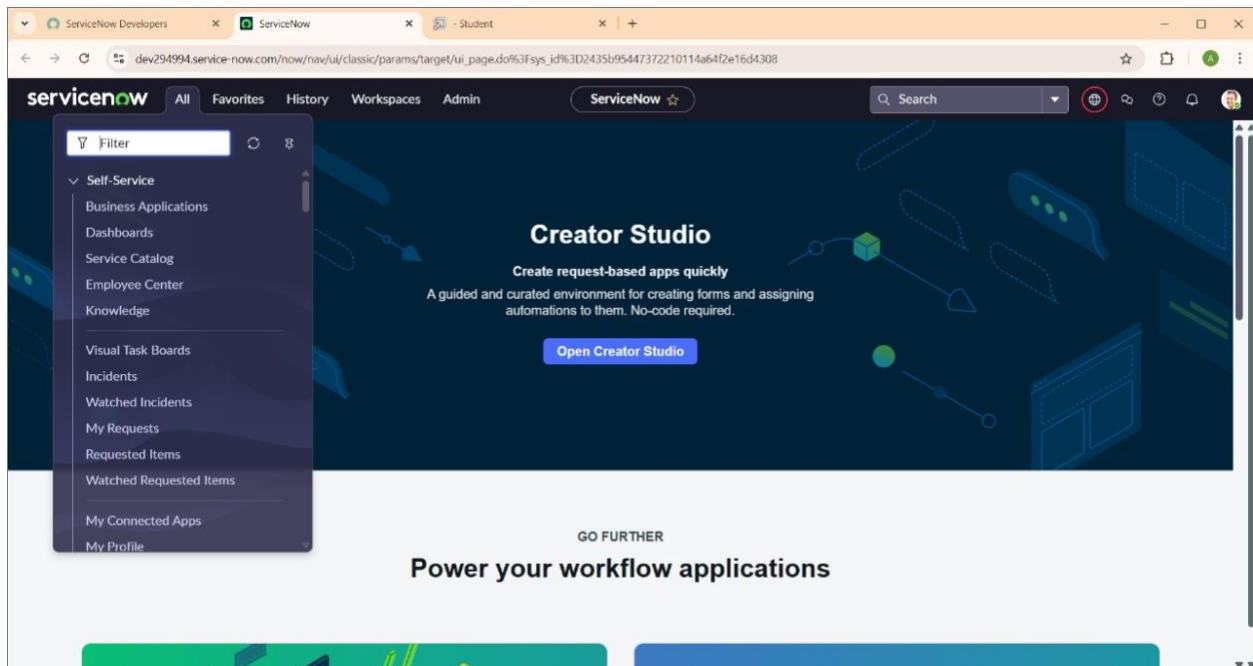 ServiceNow Developers
ServiceNow
- Student
dev294994.service-now.com/now/nav/ui/classic/params/target/ui_page.do%3Fsys_id%3D2435b95447372210114a64f2e16d4308
A
servicenow
All
Favorites
History
Workspaces
Admin
ServiceNow
Search
Filter
Self-Service
Business Applications
Dashboards
Service Catalog
Employee Center
Knowledge
Visual Task Boards
Incidents
Watched Incidents
My Requests
Requested Items
Watched Requested Items
My Connected Apps
My Profile
Creator Studio
Create request-based apps quickly
A guided and curated environment for creating forms and assigning
automations to them. No-code required.
Open Creator Studio
GO FURTHER
Power your workflow applications